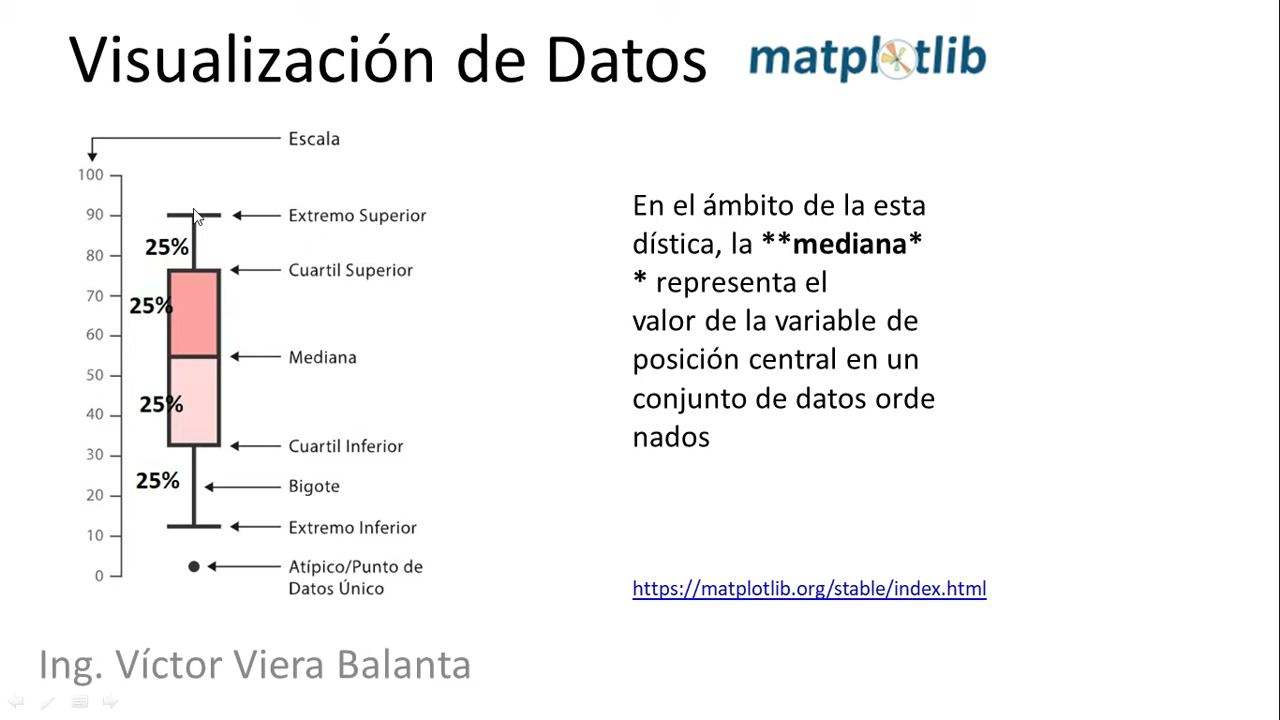 Visualización de Datos
matplotlib
Escala
100
90
Extremo Superior
25%
80
Cuartil Superior
70
25%
60
Mediana
50
40
25%
Cuartil Inferior
30
25%
Bigote
20
Extremo Inferior
10
Atípico/Punto de
Datos Único
0
En el ámbito de la esta
dística, la **mediana*
* representa el
valor de la variable de
posición central en un
conjunto de datos orde
nados
https://matplotlib.org/stable/index.html
Ing. Víctor Viera Balanta